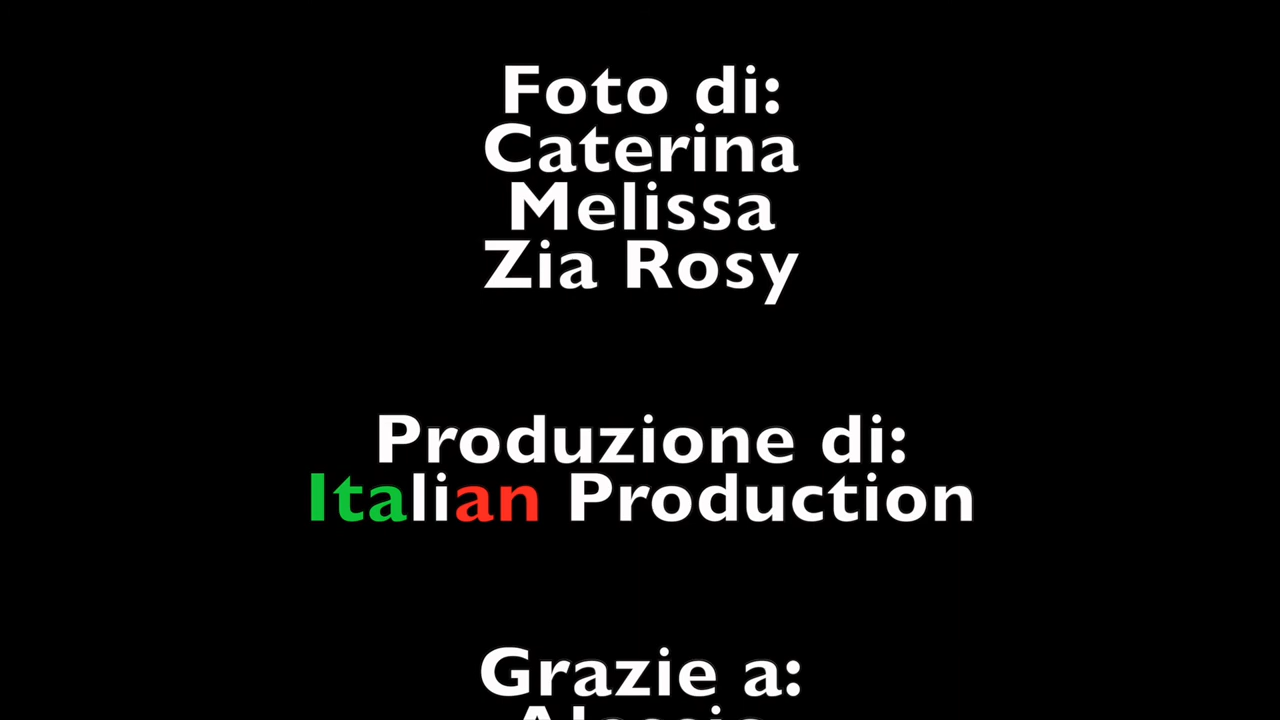 Foto di:
Caterina
Melissa
Zia Rosy
Produzione di:
Italian Production
Grazie a: